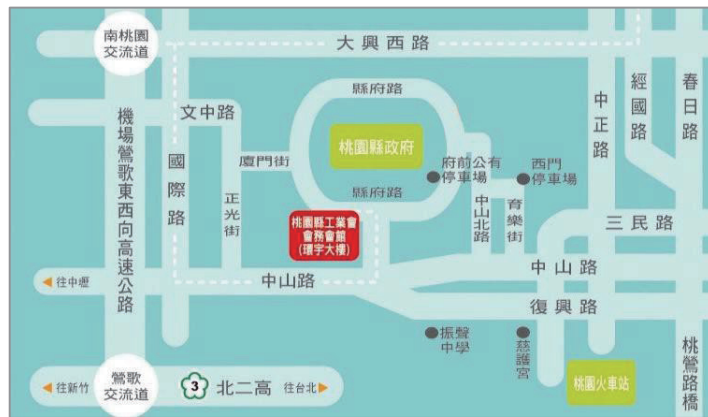 南桃園
交流道
大興西路
縣府路
文中路
機場鶯歌東西向高速公路
國際路
廈門街
正光街
桃園縣政府
縣府路
府前公有
停車場
西門
停車場
中正路
經國路
春日路
桃園縣工業會
會務會館
(環宇大樓)
中山北路
育樂街
三民路
往中壢
中山路
中山路
復興路
振聲
中學
慈護宮
桃園火車站
桃鶯路橋
鶯歌
交流道
往新竹
3
北二高
往台北